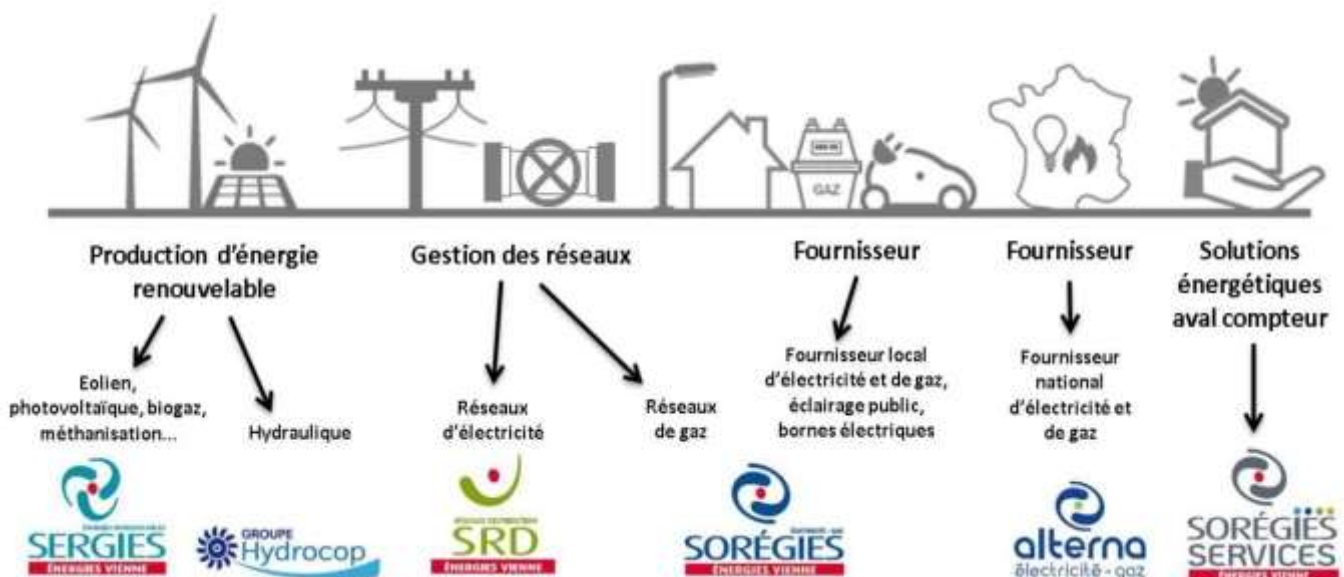 GAZ
Production d'énergie
renouvelable
Gestion des réseaux
Fournisseur
Fournisseur
Solutions
énergétiques
aval compteur
Eolien,
photovoltaïque, biogaz,
méthanisation...
Hydraulique
Réseaux
d'électricité
Réseaux
de gaz
Fournisseur local
d'électricité et de gaz,
éclairage public,
bornes électriques
Fournisseur
national
d'électricité et
de gaz
SERGIES
ÉNERGIES VIENNE
GROUPE
Hydrocop
SRD
ÉNERGIES VIENNE
SORÉGIES
ÉNERGIES VIENNE
alterna
électricité - gaz
SORÉGIES
SERVICES
ÉNERGIES VIENNE